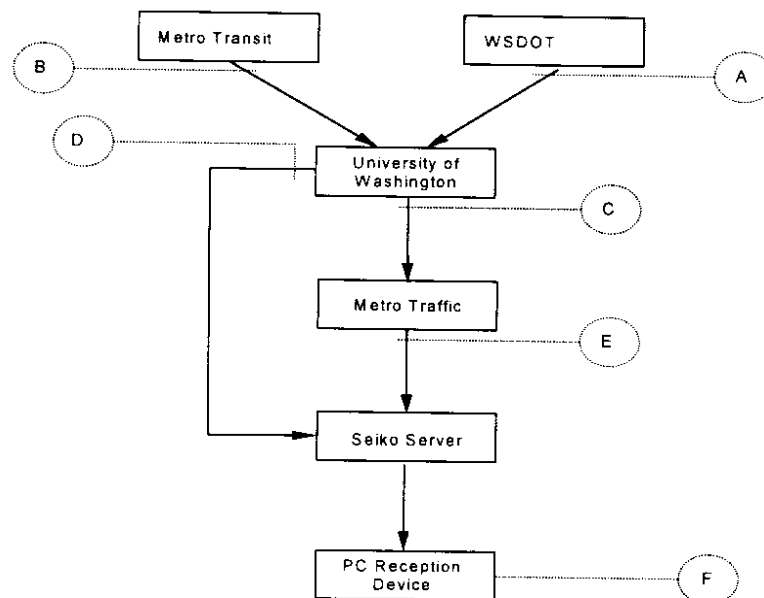 Metro Transit
WSDOT
B
A
D
University of
Washington
C
Metro Traffic
E
Seiko Server
PC Reception
Device
F